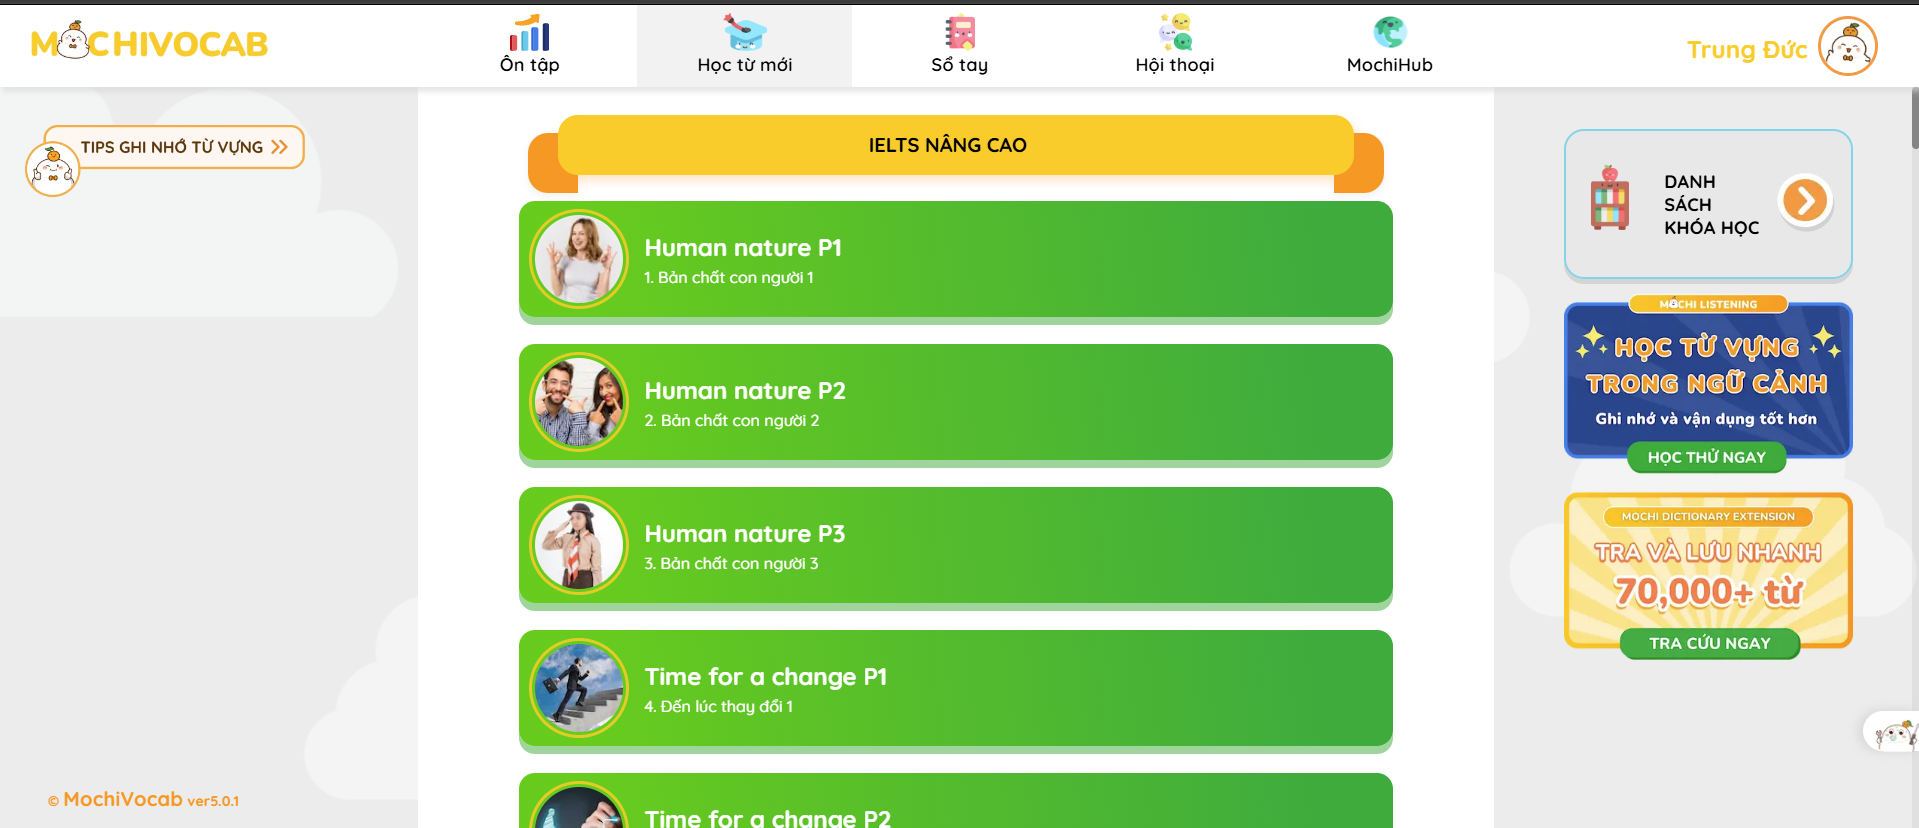 MOCHIVOCAB
Ôn tập
Học từ mới
Sổ tay
Hội thoại
MochiHub
Trung Đức
TIPS GHI NHỚ TỪ VỰNG
IELTS NÂNG CAO
Human nature P1
1. Bản chất con người 1
Human nature P2
2. Bản chất con người 2
Human nature P3
3. Bản chất con người 3
Time for a change P1
4. Đến lúc thay đổi 1
Time for a change P2
DANH
SÁCH
KHÓA HỌC
MOCHI LISTENING
HỌC TỪ VỰNG
TRONG NGỮ CẢNH
Ghi nhớ và vận dụng tốt hơn
HỌC THỬ NGAY
MOCHI DICTIONARY EXTENSION
TRA VÀ LƯU NHANH
70,000+ từ
TRA CỨU NGAY
© MochiVocab ver5.0.1